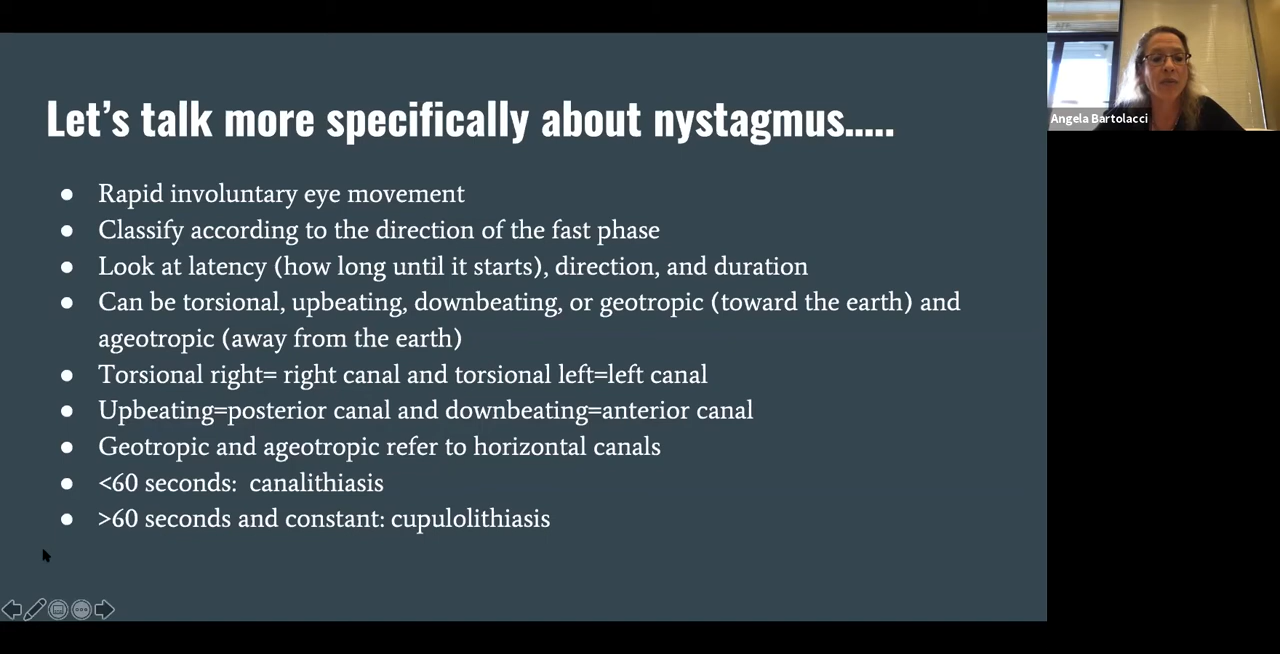 Let's talk more specifically about nystagmus.....
● Rapid involuntary eye movement
● Classify according to the direction of the fast phase
● Look at latency (how long until it starts), direction, and duration
● Can be torsional, upbeating, downbeating, or geotropic (toward the earth) and
ageotropic (away from the earth)
● Torsional right= right canal and torsional left=left canal
● Upbeating=posterior canal and downbeating=anterior canal
● Geotropic and ageotropic refer to horizontal canals
● <60 seconds:  canalithiasis
● >60 seconds and constant: cupulolithiasis
Angela Bartolacci